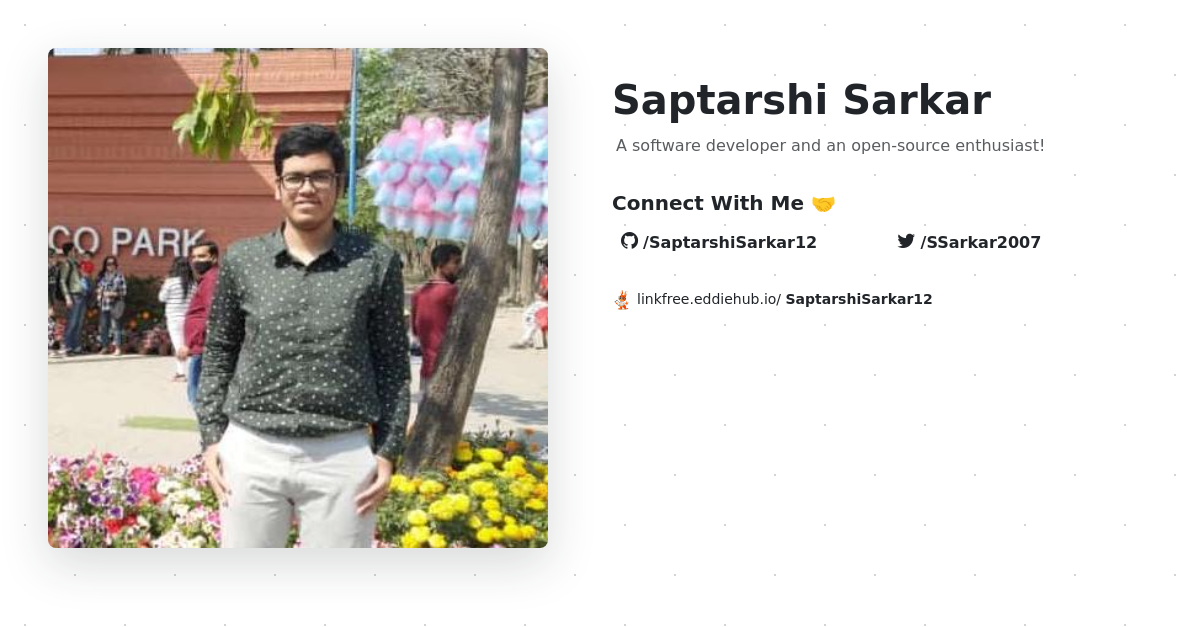 CO PARK
Saptarshi Sarkar
A software developer and an open-source enthusiast!
Connect With Me 🤝
/SaptarshiSarkar12
/SSarkar2007
linkfree.eddiehub.io/ SaptarshiSarkar12